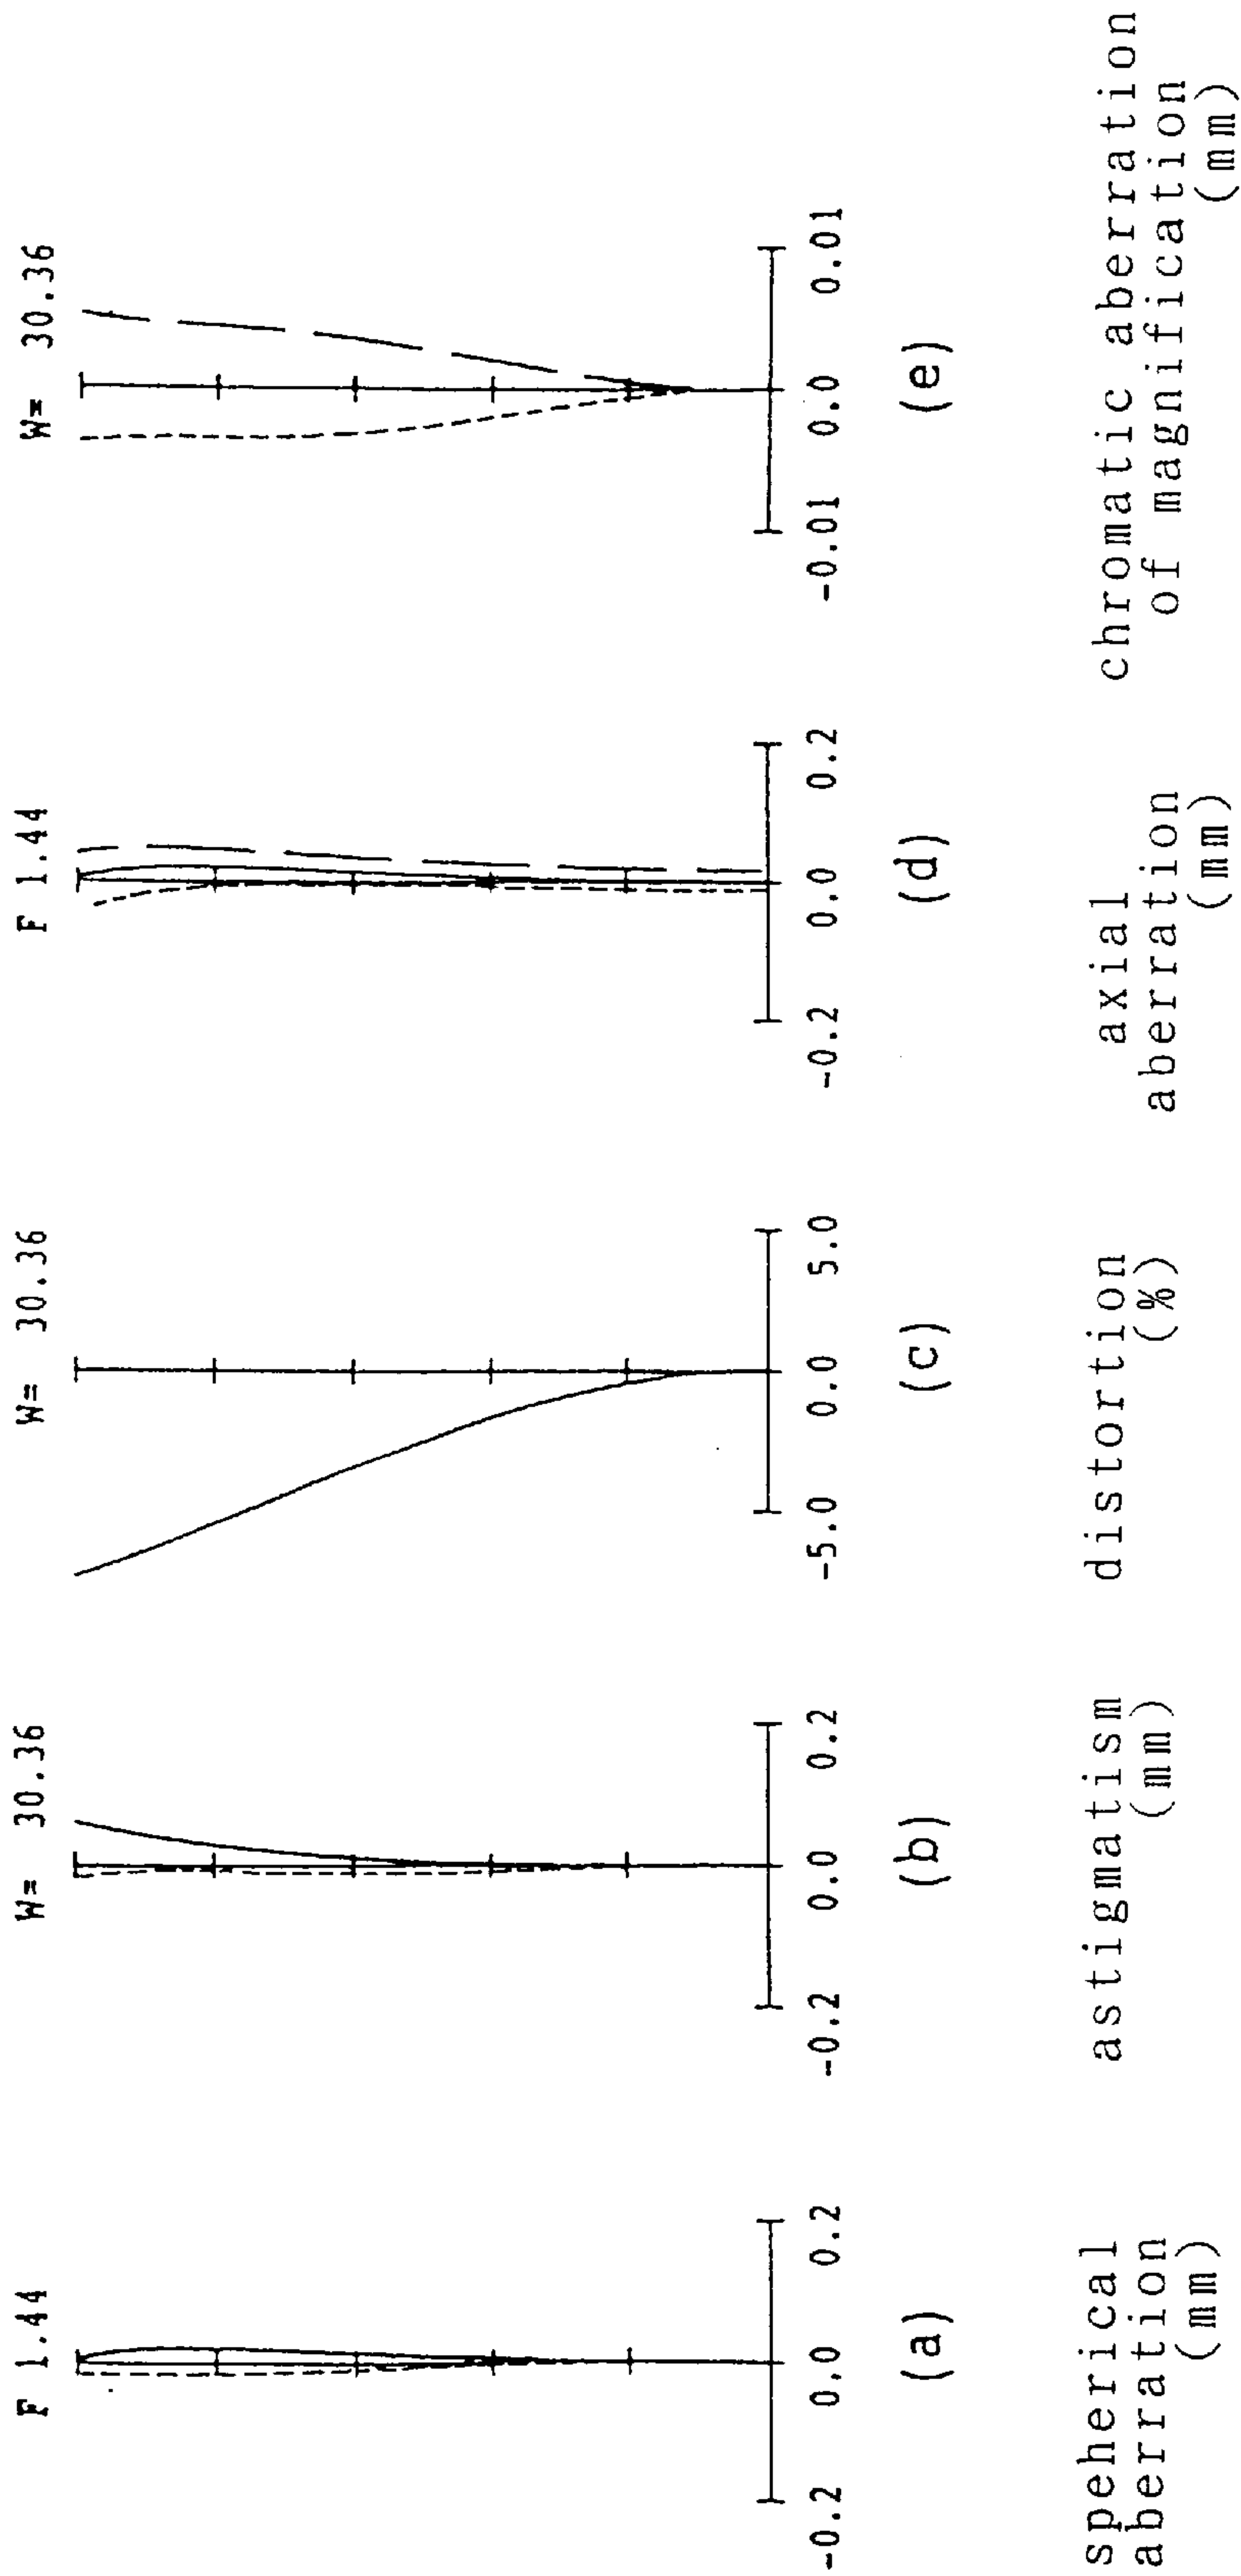 F 1.44
-0.2 0.0 0.2
(a)
speherical
aberration
(mm)
W= 30.36
-0.2 0.0 0.2
(b)
astigmatism
(mm)
W= 30.36
-5.0 0.0 5.0
(c)
distortion
(%)
F 1.44
-0.2 0.0 0.2
(d)
axial
aberration
(mm)
W= 30.36
-0.01 0.0 0.01
(e)
chromatic aberration
of magnification
(mm)